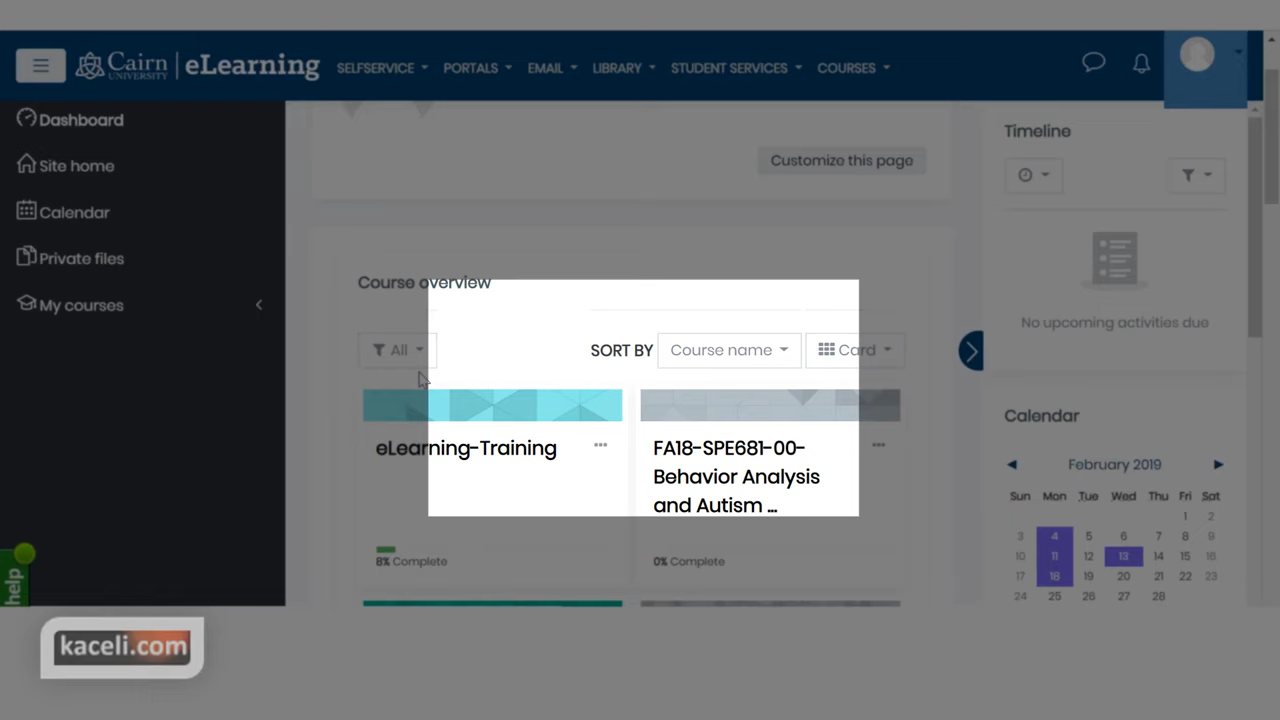 Cairn UNIVERSITY | eLearning SELFSERVICE PORTALS EMAIL LIBRARY STUDENT SERVICES COURSES
Dashboard
Site home
Calendar
Private files
My courses
Customize this page
Course overview
All
SORT BY Course name Card
eLearning-Training
8% Complete
FA18-SPE681-00-
Behavior Analysis
and Autism ...
0% Complete
Timeline
No upcoming activities due
Calendar
February 2019
Sun Mon Tue Wed Thu Fri Sat
1 2
3 4 5 6 7 8 9
10 11 12 13 14 15 16
17 18 19 20 21 22 23
24 25 26 27 28
help
kaceli.com